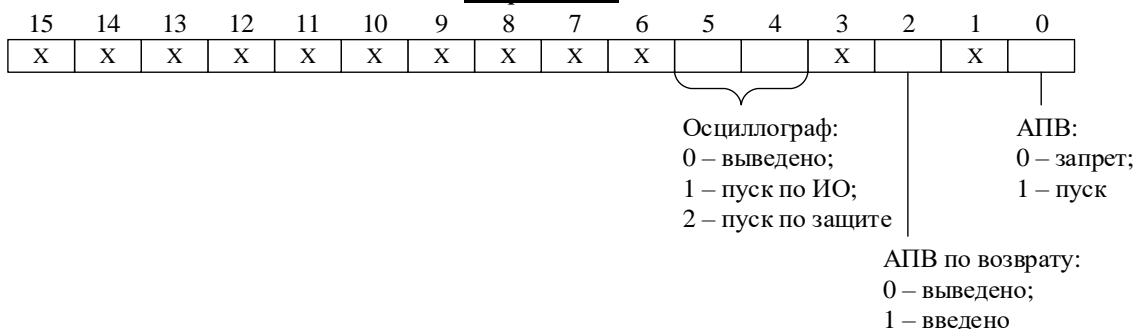 15 14 13 12 11 10 9 8 7 6 5 4 3 2 1 0
X X X X X X X X X X X X
Осциллограф:
0 – выведено;
1 – пуск по ИО;
2 – пуск по защите
АПВ:
0 – запрет;
1 – пуск
АПВ по возврату:
0 – выведено;
1 – введено